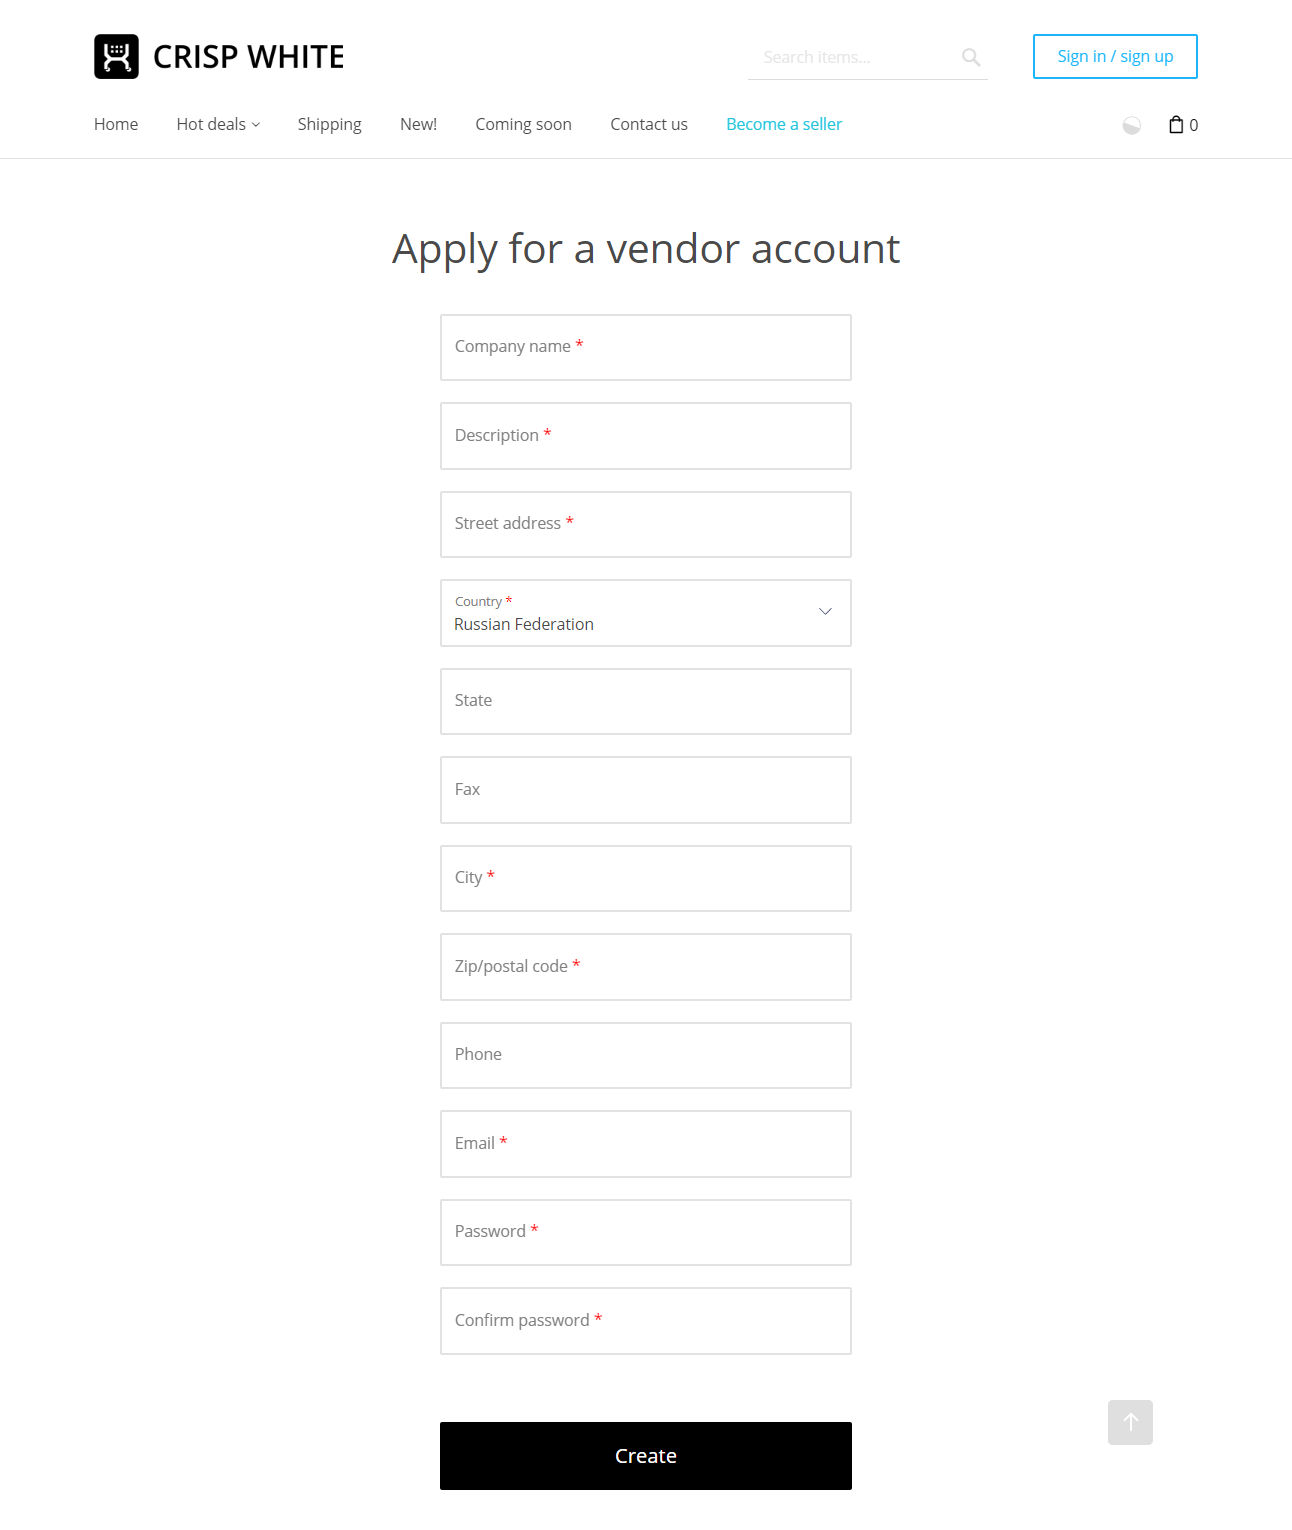 CRISP WHITE
Search items...
Sign in / sign up
Home
Hot deals
Shipping
New!
Coming soon
Contact us
Become a seller
0
Apply for a vendor account
Company name *
Description *
Street address *
Country *
Russian Federation
State
Fax
City *
Zip/postal code *
Phone
Email *
Password *
Confirm password *
Create